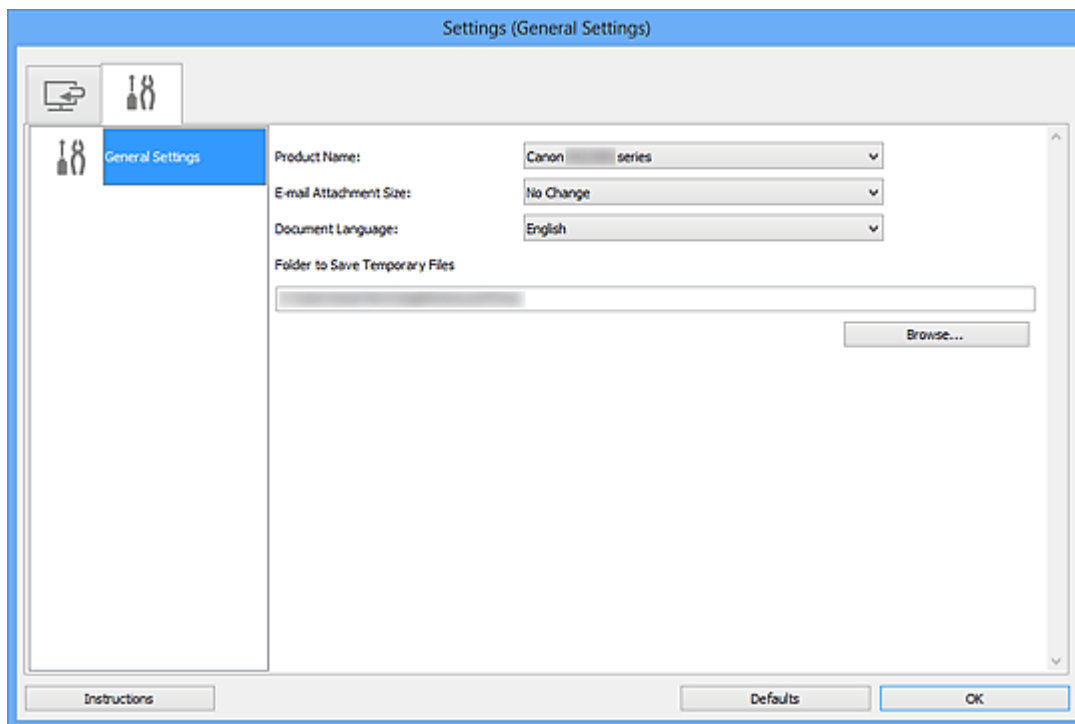 Settings (General Settings)
General Settings
Product Name:
Canon series
E-mail Attachment Size:
No Change
Document Language:
English
Folder to Save Temporary Files
Browse...
Instructions
Defaults
OK